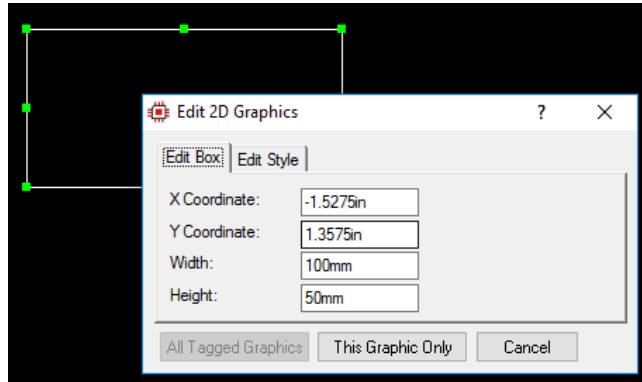 Edit 2D Graphics ?
Edit Box Edit Style
X Coordinate: -1.5275in
Y Coordinate: 1.3575in
Width: 100mm
Height: 50mm
All Tagged Graphics This Graphic Only Cancel